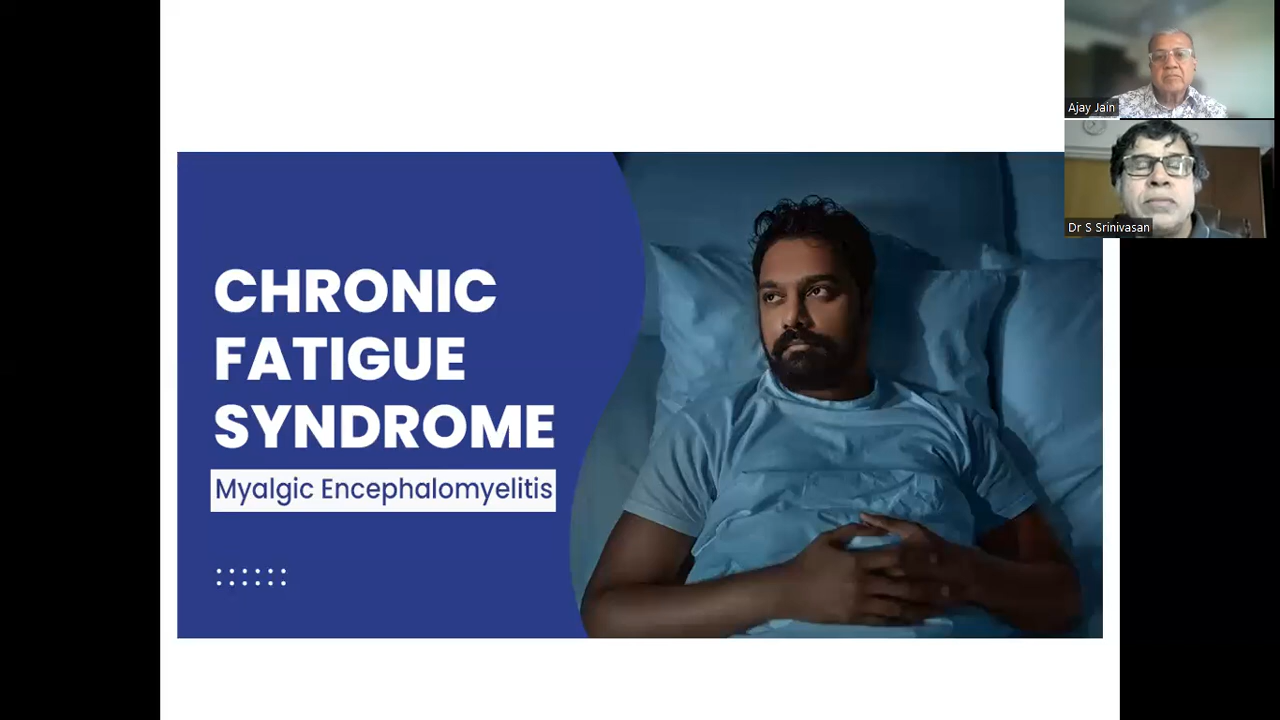 CHRONIC
FATIGUE
SYNDROME
Myalgic Encephalomyelitis
Ajay Jain
Dr S Srinivasan